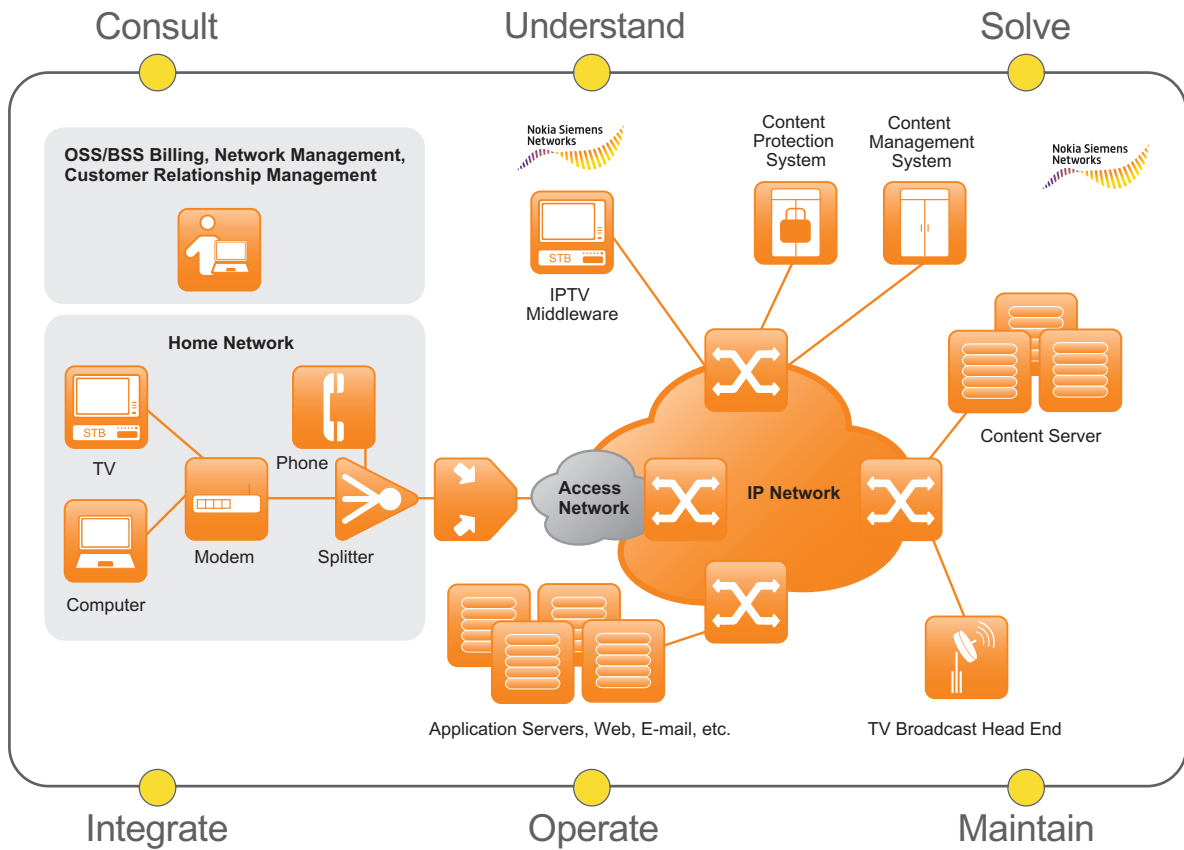 Consult
Understand
Solve
OSS/BSS Billing, Network Management,
Customer Relationship Management
Nokia Siemens
Networks
Content
Protection
System
Content
Management
System
Nokia Siemens
Networks
STB
IPTV
Middleware
Home Network
STB
TV
Phone
Content Server
Access
Network
IP Network
Modem
Splitter
Computer
Application Servers, Web, E-mail, etc.
TV Broadcast Head End
Integrate
Operate
Maintain